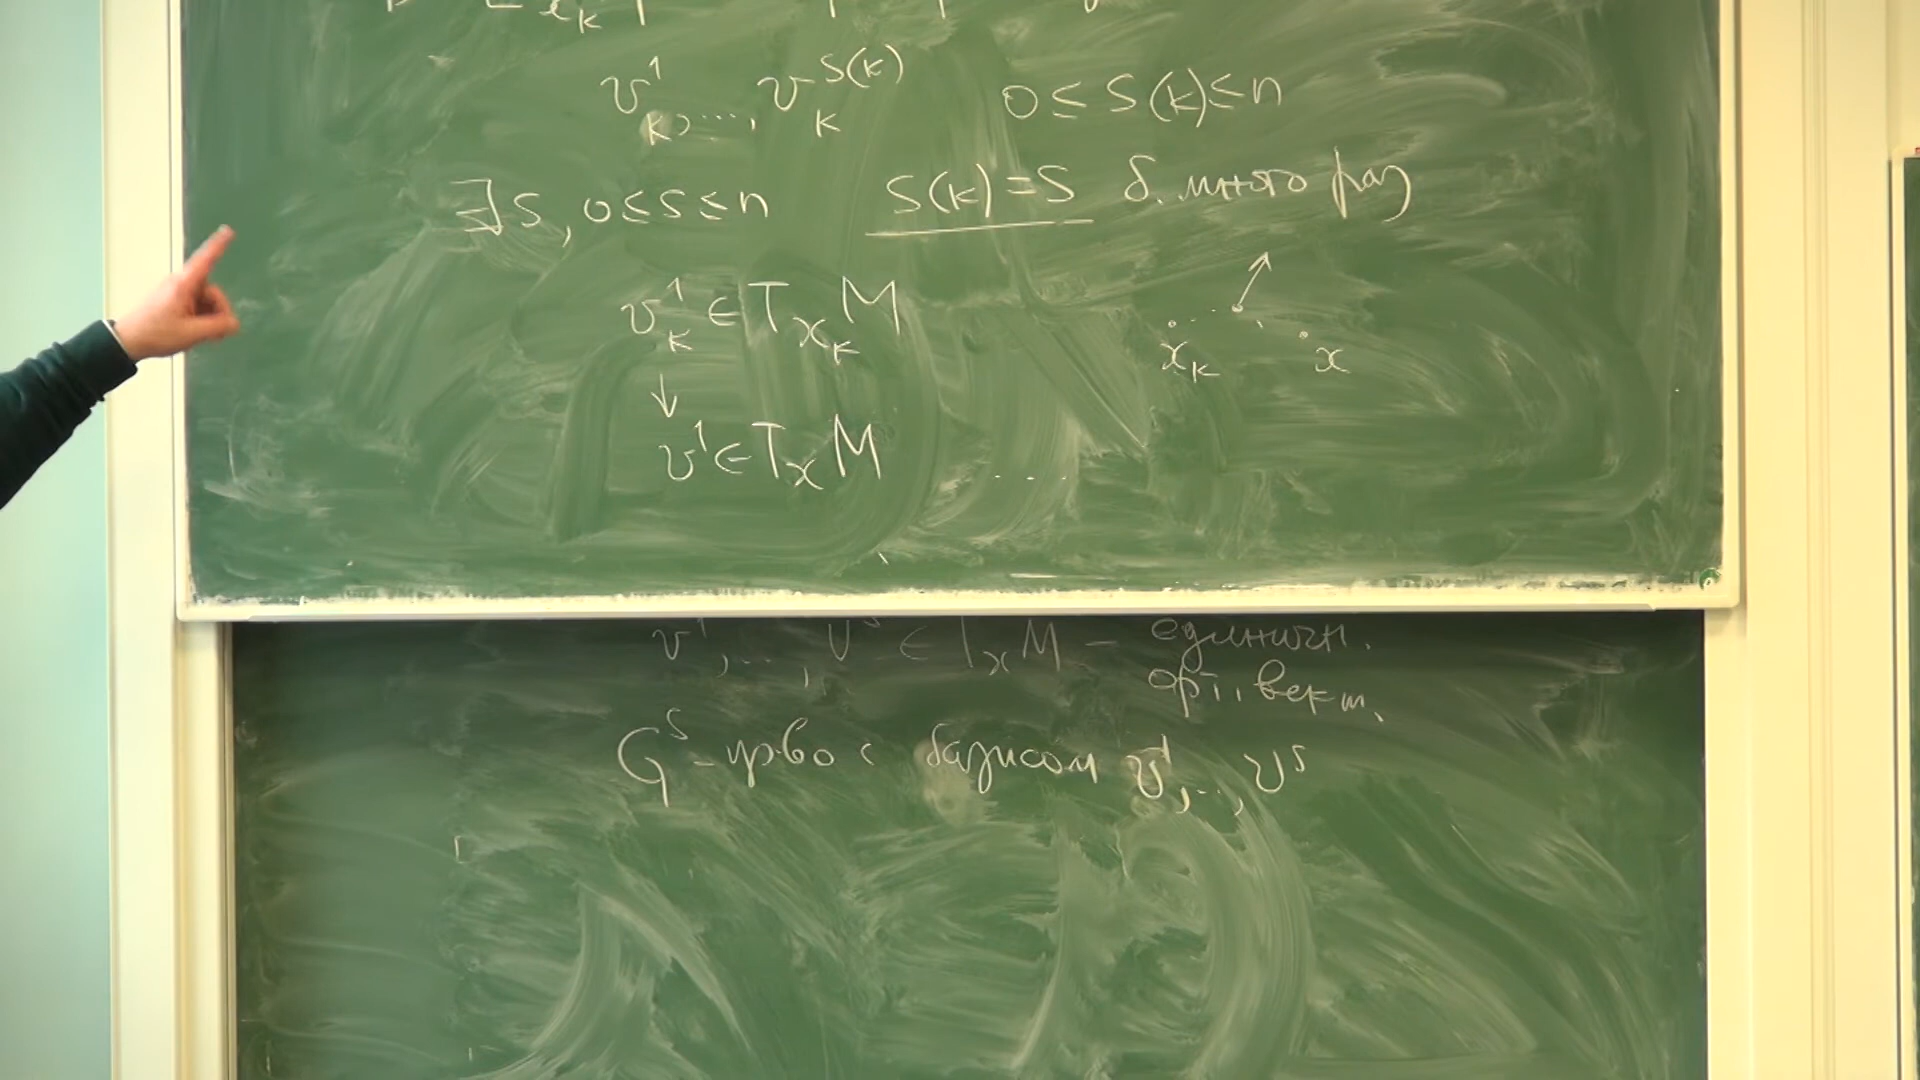 v_k^1, ..., v_k^{S(k)} 0 ≤ S(k) ≤ n
∃ s, 0 ≤ s ≤ n S(k) = S б. много раз
v_k^1 ∈ T_{x_k} M
x_k x
↓
v^1 ∈ T_x M ....
v^1, ..., v^s ∈ T_x M – единичн.
орт. вект.
G^s - пр-во с базисом v^1, .., v^s